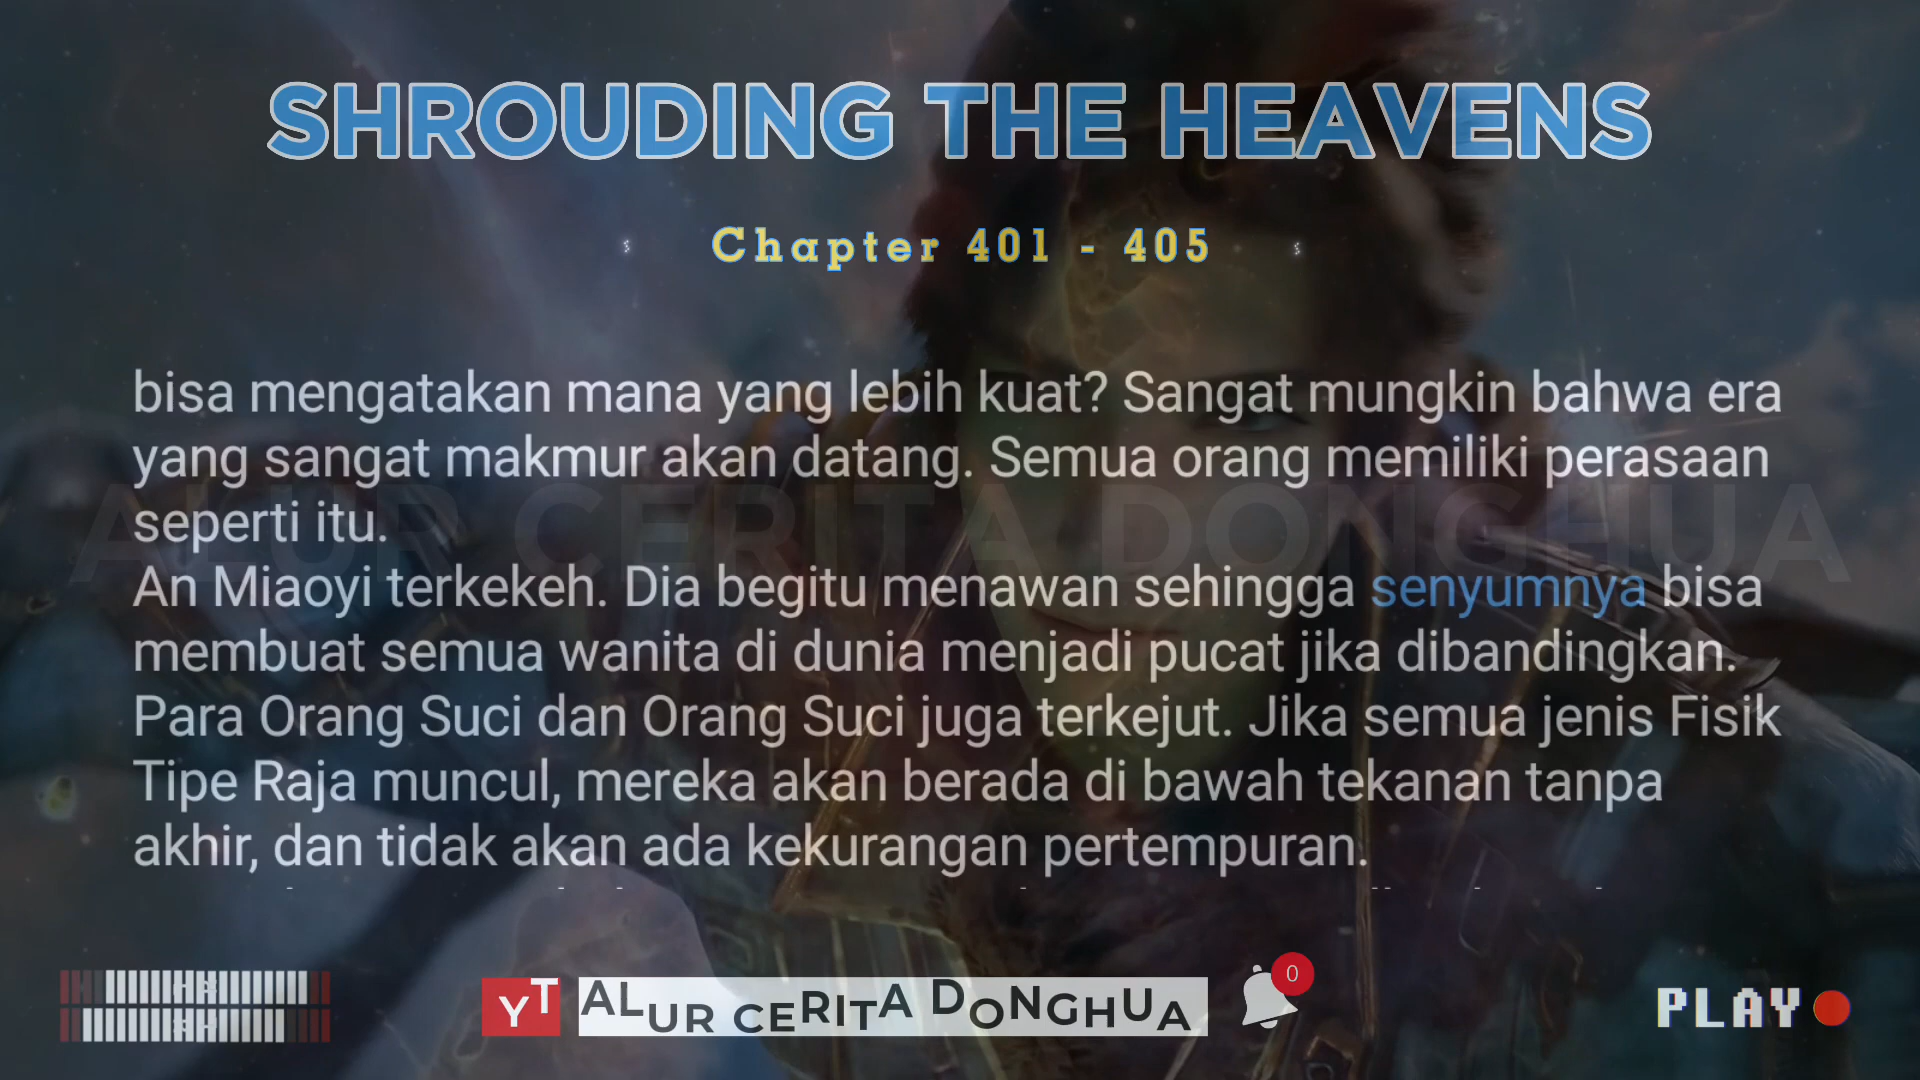 SHROUDING THE HEAVENS
Chapter 401 - 405
bisa mengatakan mana yang lebih kuat? Sangat mungkin bahwa era
yang sangat makmur akan datang. Semua orang memiliki perasaan
seperti itu.
An Miaoyi terkekeh. Dia begitu menawan sehingga senyumnya bisa
membuat semua wanita di dunia menjadi pucat jika dibandingkan.
Para Orang Suci dan Orang Suci juga terkejut. Jika semua jenis Fisik
Tipe Raja muncul, mereka akan berada di bawah tekanan tanpa
akhir, dan tidak akan ada kekurangan pertempuran.
ALUR CERITA DONGHUA
YT ALUR CERITA DONGHUA
0
PLAY